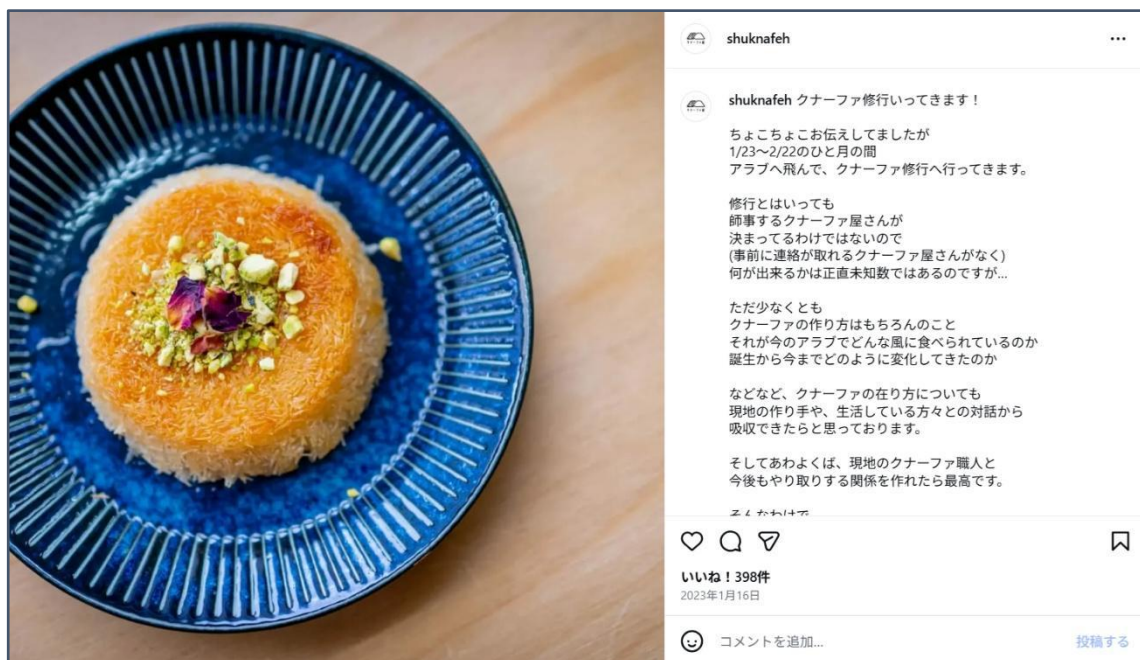 shuknafeh
shuknafeh クナーファ修行いってきます！
ちょこちょこお伝えしてましたが
1/23〜2/22のひと月の間
アラブへ飛んで、クナーファ修行へ行ってきます。
修行とはいっても
師事するクナーファ屋さんが
決まってるわけではないので
(事前に連絡が取れるクナーファ屋さんがなく)
何が出来るかは正直未知数ではあるのですが...
ただ少なくとも
クナーファの作り方はもちろんのこと
それが今のアラブでどんな風に食べられているのか
誕生から今までどのように変化してきたのか
などなど、クナーファの在り方についても
現地の作り手や、生活している方々との対話から
吸収できたらと思っております。
そしてあわよくば、現地のクナーファ職人と
今後もやり取りする関係を作れたら最高です。
そんなわけで
いいね！398件
2023年1月16日
コメントを追加... 投稿する